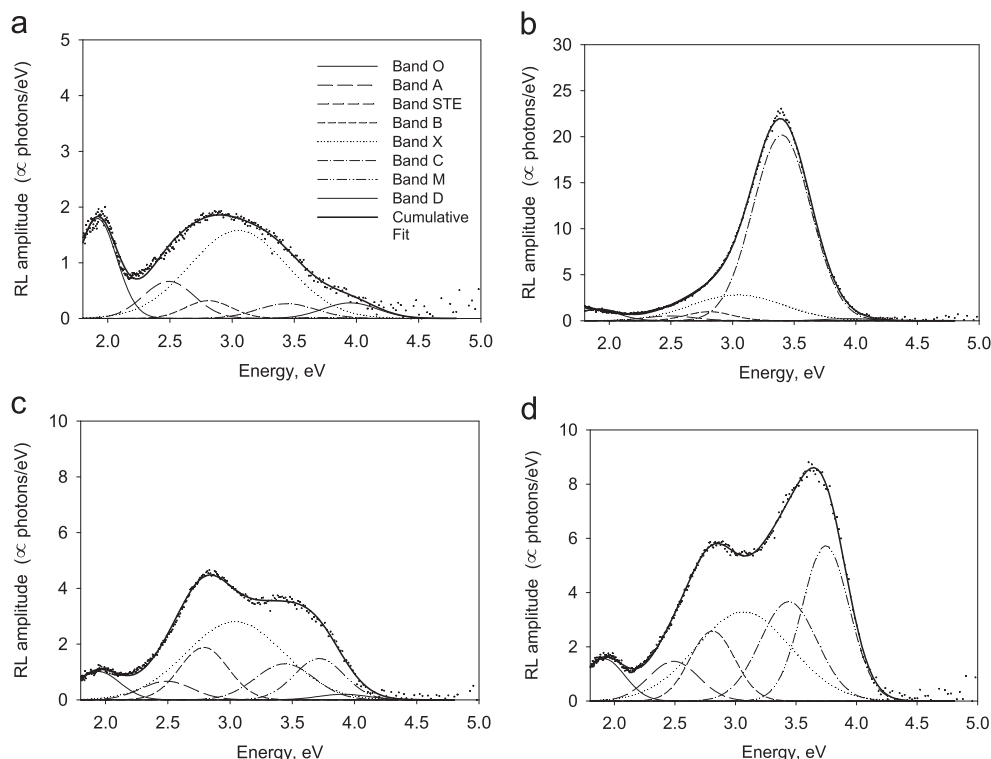 a
5
4
3
2
1
0
RL amplitude (∝ photons/eV)
2.0 2.5 3.0 3.5 4.0 4.5 5.0
Energy, eV
Band O
Band A
Band STE
Band B
Band X
Band C
Band M
Band D
Cumulative
Fit
b
30
25
20
15
10
5
0
RL amplitude (∝ photons/eV)
2.0 2.5 3.0 3.5 4.0 4.5 5.0
Energy, eV
c
10
8
6
4
2
0
RL amplitude (∝ photons/eV)
2.0 2.5 3.0 3.5 4.0 4.5 5.0
Energy, eV
d
10
8
6
4
2
0
RL amplitude (∝ photons/eV)
2.0 2.5 3.0 3.5 4.0 4.5 5.0
Energy, eV